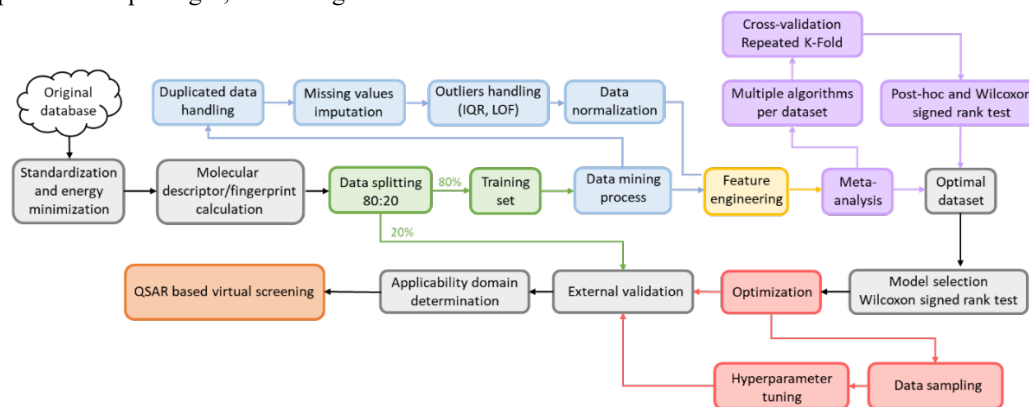 Cross-validation
Repeated K-Fold
Original
database
Duplicated data
handling
Missing values
imputation
Outliers handling
(IQR, LOF)
Data
normalization
Multiple algorithms
per dataset
Post-hoc and Wilcoxon
signed rank test
Standardization
and energy
minimization
Molecular
descriptor/fingerprint
calculation
Data splitting
80:20
80%
Training
set
Data mining
process
Feature
engineering
Meta-
analysis
Optimal
dataset
20%
QSAR based virtual screening
Applicability domain
determination
External validation
Optimization
Model selection
Wilcoxon signed rank test
Hyperparameter
tuning
Data sampling